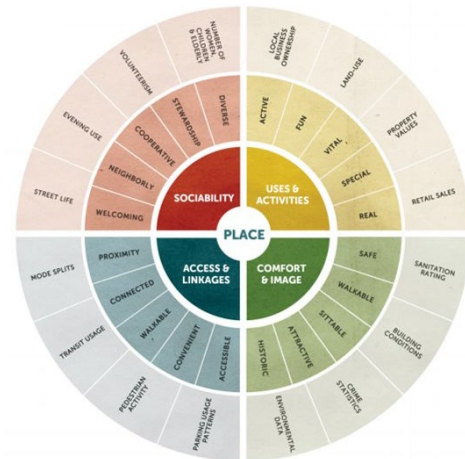 NUMBER OF
WOMEN,
CHILDREN
& ELDERLY
VOLUNTEERISM
EVENING USE
STREET LIFE
DIVERSE
STEWARDSHIP
COOPERATIVE
NEIGHBORLY
WELCOMING
SOCIABILITY
LOCAL
BUSINESS
OWNERSHIP
LAND-USE
PROPERTY
VALUES
RETAIL SALES
ACTIVE
FUN
VITAL
SPECIAL
REAL
USES &
ACTIVITIES
PLACE
ACCESS &
LINKAGES
PROXIMITY
CONNECTED
WALKABLE
CONVENIENT
ACCESSIBLE
MODE SPLITS
TRANSIT USAGE
PEDESTRIAN
ACTIVITY
PARKING USAGE
PATTERNS
COMFORT
& IMAGE
SAFE
WALKABLE
SITTABLE
ATTRACTIVE
HISTORIC
SANITATION
RATING
BUILDING
CONDITIONS
CRIME
STATISTICS
ENVIRONMENTAL
DATA